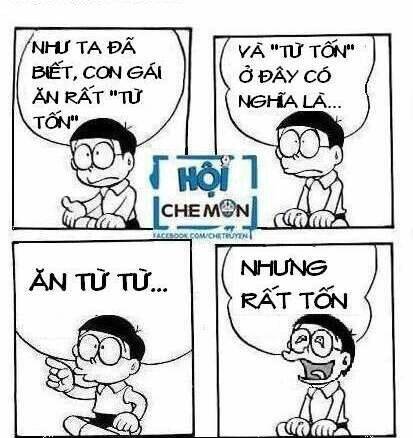 NHƯ TA ĐÃ
BIẾT, CON GÁI
ĂN RẤT "TỪ
TỐN"
VÀ "TỪ TỐN"
Ở ĐÂY CÓ
NGHĨA LÀ...
HỘI
CHEMON
FACEBOOK.COM/CHETRUYEN
ĂN TỪ TỪ...
NHƯNG
RẤT TỐN